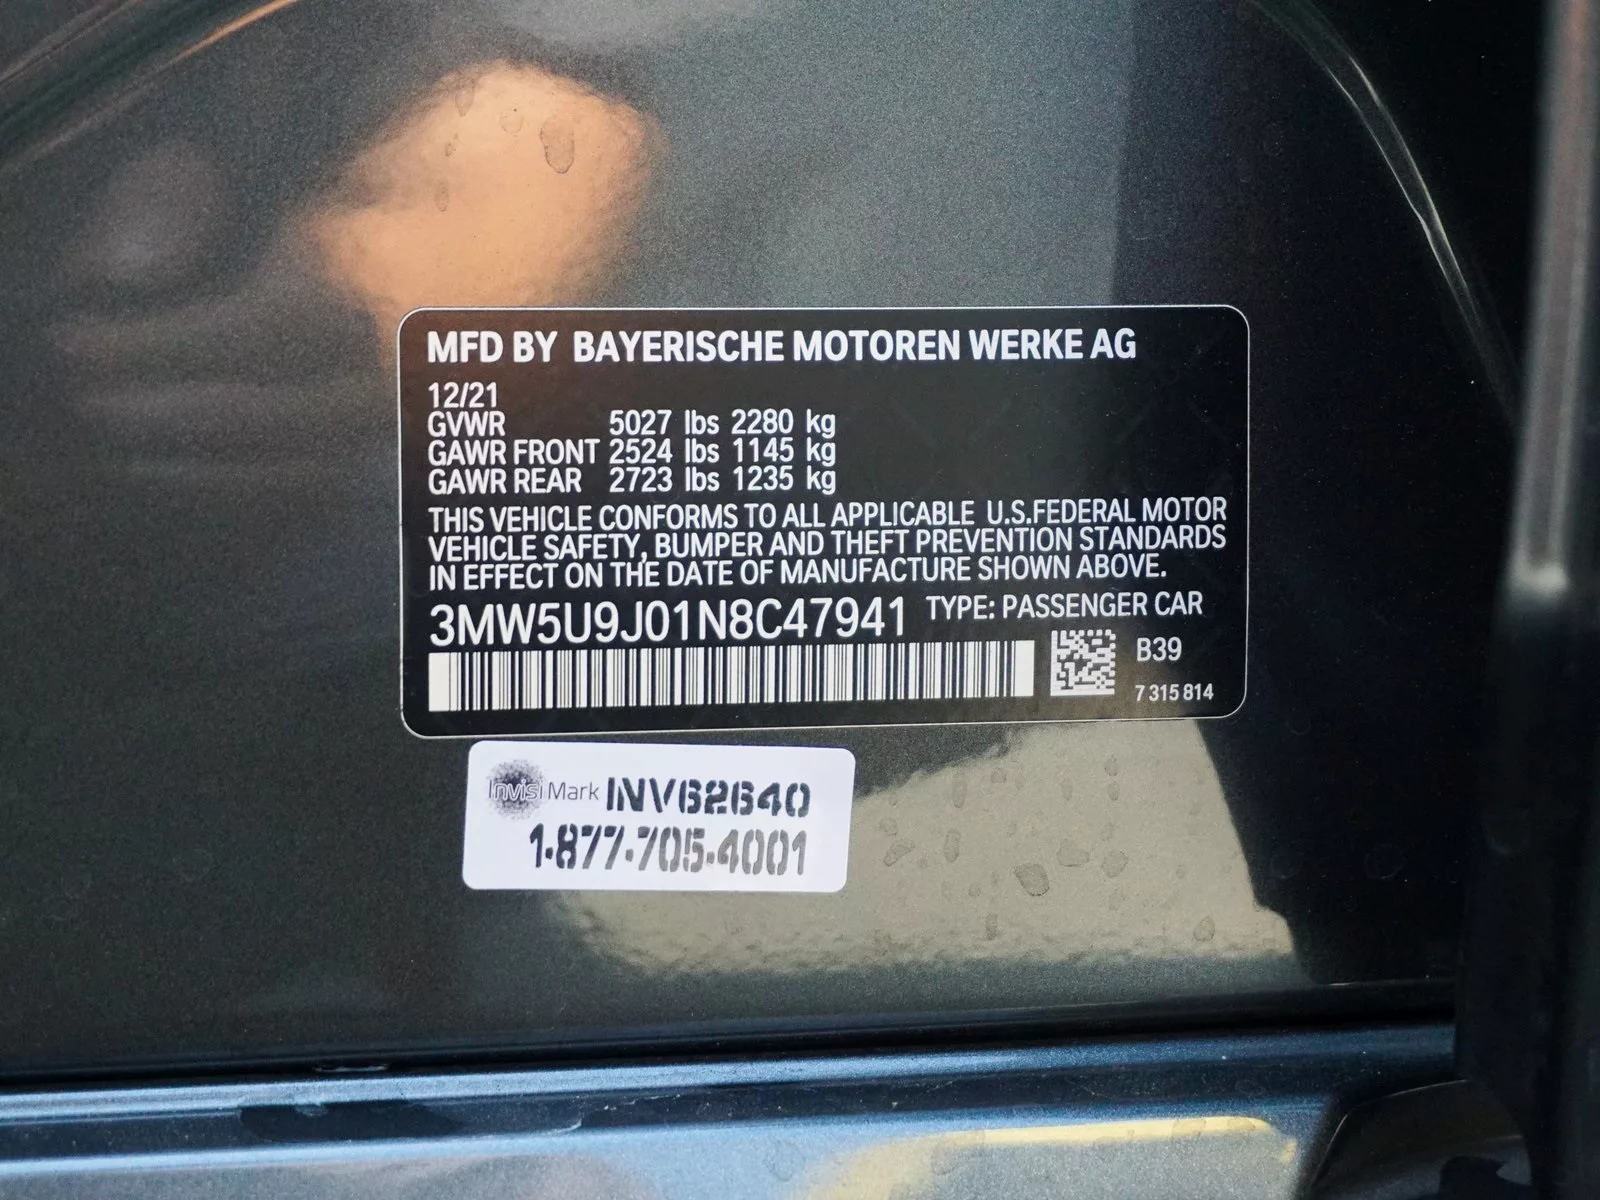 MFD BY BAYERISCHE MOTOREN WERKE AG
12/21
GVWR 5027 lbs 2280 kg
GAWR FRONT 2524 lbs 1145 kg
GAWR REAR 2723 lbs 1235 kg
THIS VEHICLE CONFORMS TO ALL APPLICABLE U.S.FEDERAL MOTOR
VEHICLE SAFETY, BUMPER AND THEFT PREVENTION STANDARDS
IN EFFECT ON THE DATE OF MANUFACTURE SHOWN ABOVE.
3MW5U9J01N8C47941 TYPE: PASSENGER CAR
B39
7 315 814
InvisiMark INV62640
1-877-705-4001